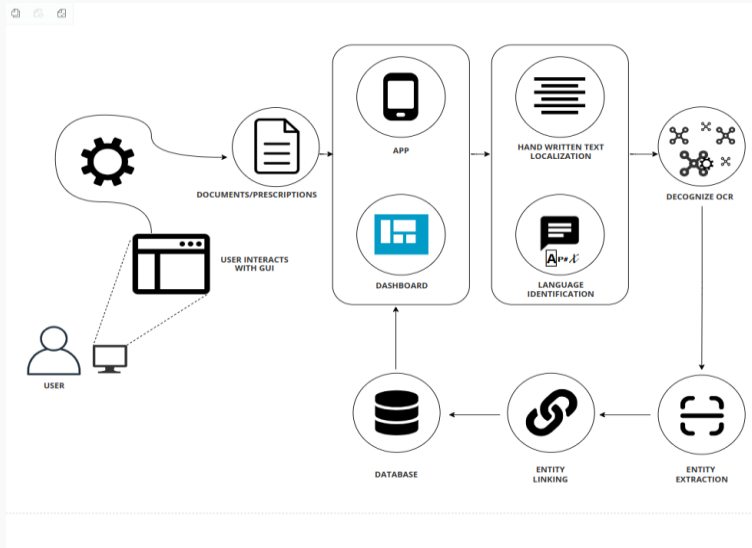 APP
HAND WRITTEN TEXT
LOCALIZATION
DOCUMENTS/PRESCRIPTIONS
DECOGNIZE OCR
USER INTERACTS
WITH GUI
DASHBOARD
A
LANGUAGE
IDENTIFICATION
USER
DATABASE
ENTITY
LINKING
ENTITY
EXTRACTION